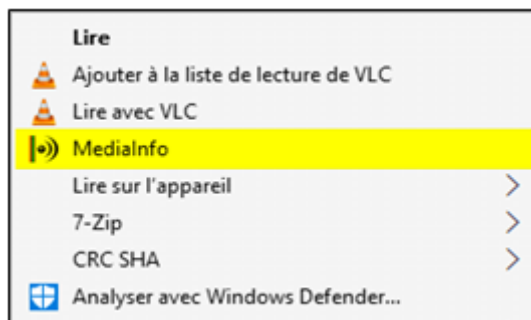 Lire
Ajouter à la liste de lecture de VLC
Lire avec VLC
MediaInfo
Lire sur l'appareil
7-Zip
CRC SHA
Analyser avec Windows Defender...